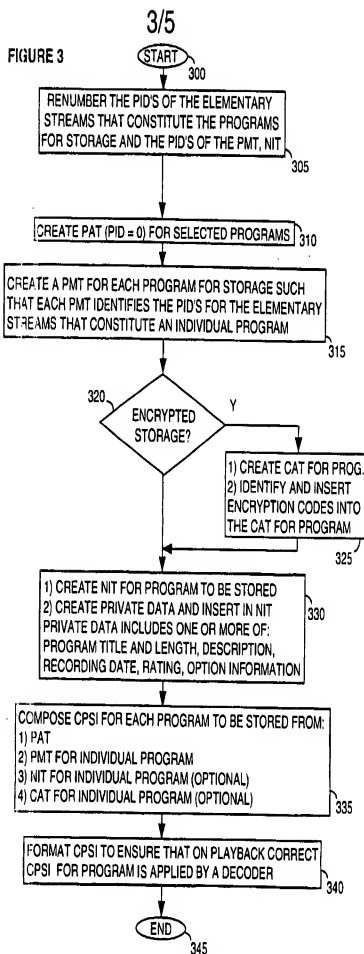 3/5
FIGURE 3
START
300
RENUMBER THE PID'S OF THE ELEMENTARY
STREAMS THAT CONSTITUTE THE PROGRAMS
FOR STORAGE AND THE PID'S OF THE PMT, NIT
305
CREATE PAT (PID = 0) FOR SELECTED PROGRAMS
310
CREATE A PMT FOR EACH PROGRAM FOR STORAGE SUCH
THAT EACH PMT IDENTIFIES THE PID'S FOR THE ELEMENTARY
STREAMS THAT CONSTITUTE AN INDIVIDUAL PROGRAM
315
320
ENCRYPTED
STORAGE?
Y
1) CREATE CAT FOR PROG.
2) IDENTIFY AND INSERT
ENCRYPTION CODES INTO
THE CAT FOR PROGRAM
325
1) CREATE NIT FOR PROGRAM TO BE STORED
2) CREATE PRIVATE DATA AND INSERT IN NIT
PRIVATE DATA INCLUDES ONE OR MORE OF:
PROGRAM TITLE AND LENGTH, DESCRIPTION,
RECORDING DATE, RATING, OPTION INFORMATION
330
COMPOSE CPSI FOR EACH PROGRAM TO BE STORED FROM:
1) PAT
2) PMT FOR INDIVIDUAL PROGRAM
3) NIT FOR INDIVIDUAL PROGRAM (OPTIONAL)
4) CAT FOR INDIVIDUAL PROGRAM (OPTIONAL)
335
FORMAT CPSI TO ENSURE THAT ON PLAYBACK CORRECT
CPSI FOR PROGRAM IS APPLIED BY A DECODER
340
END
345